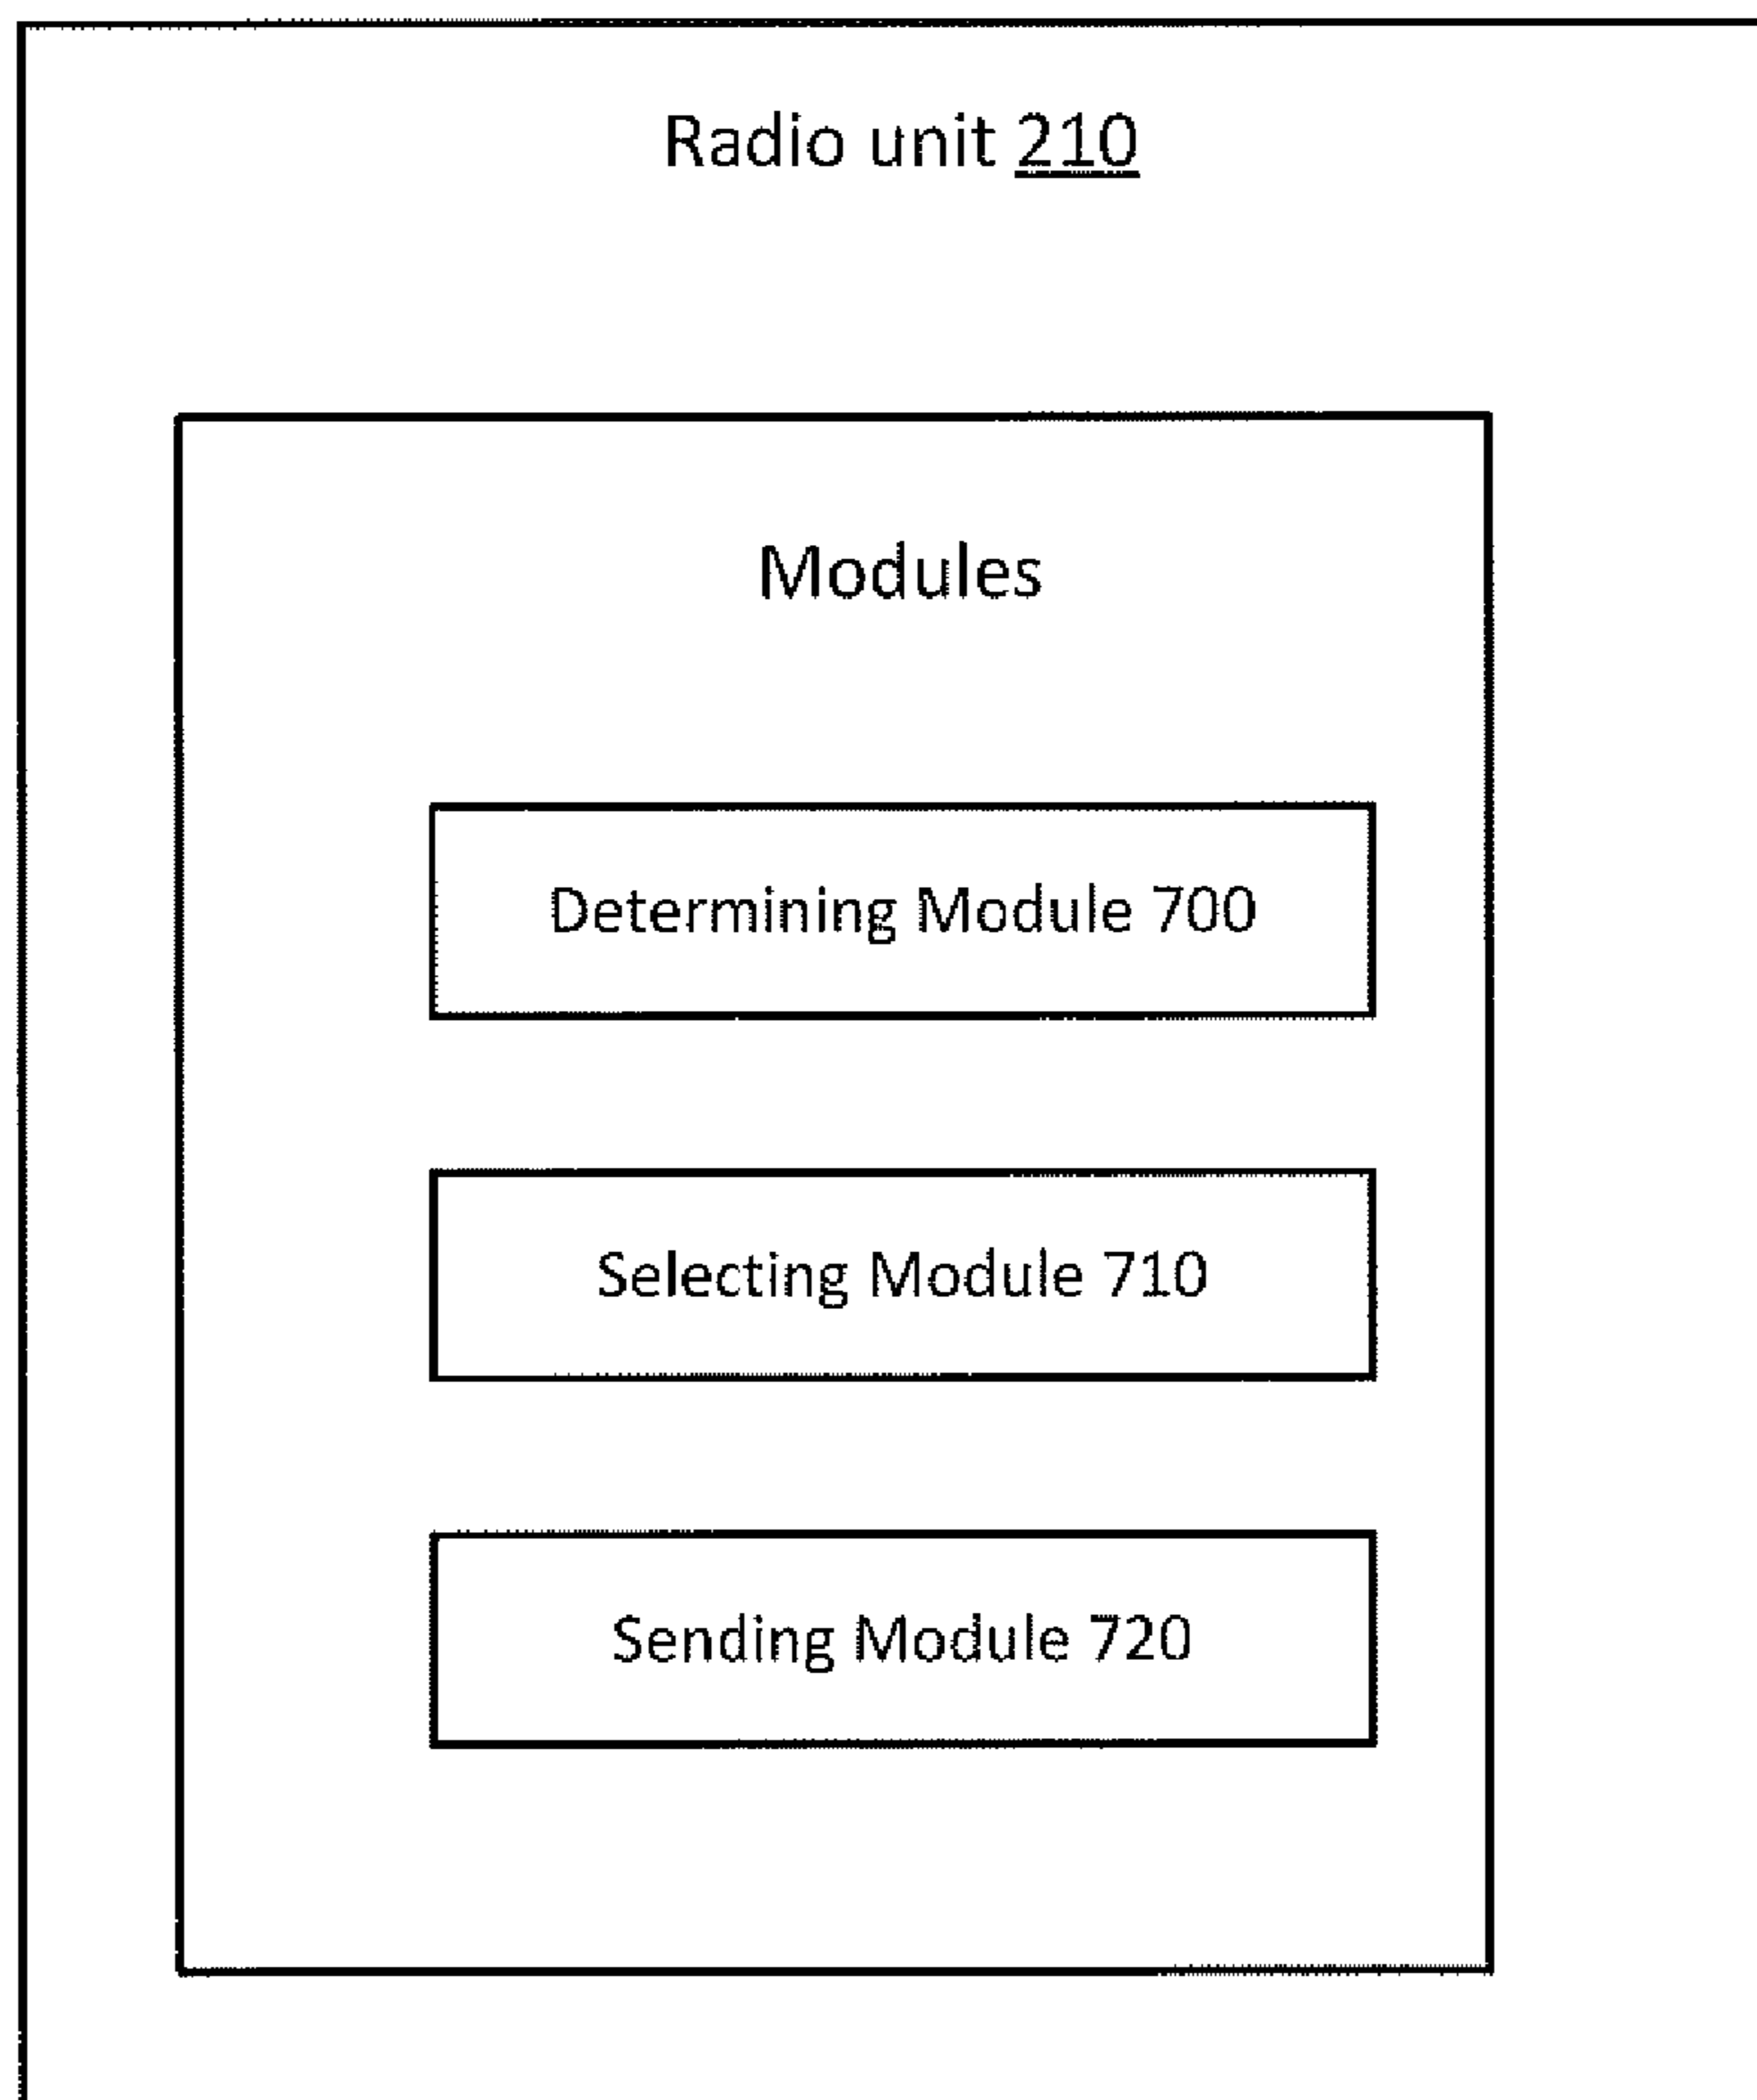 Radio unit 210
Modules
Determining Module 700
Selecting Module 710
Sending Module 720